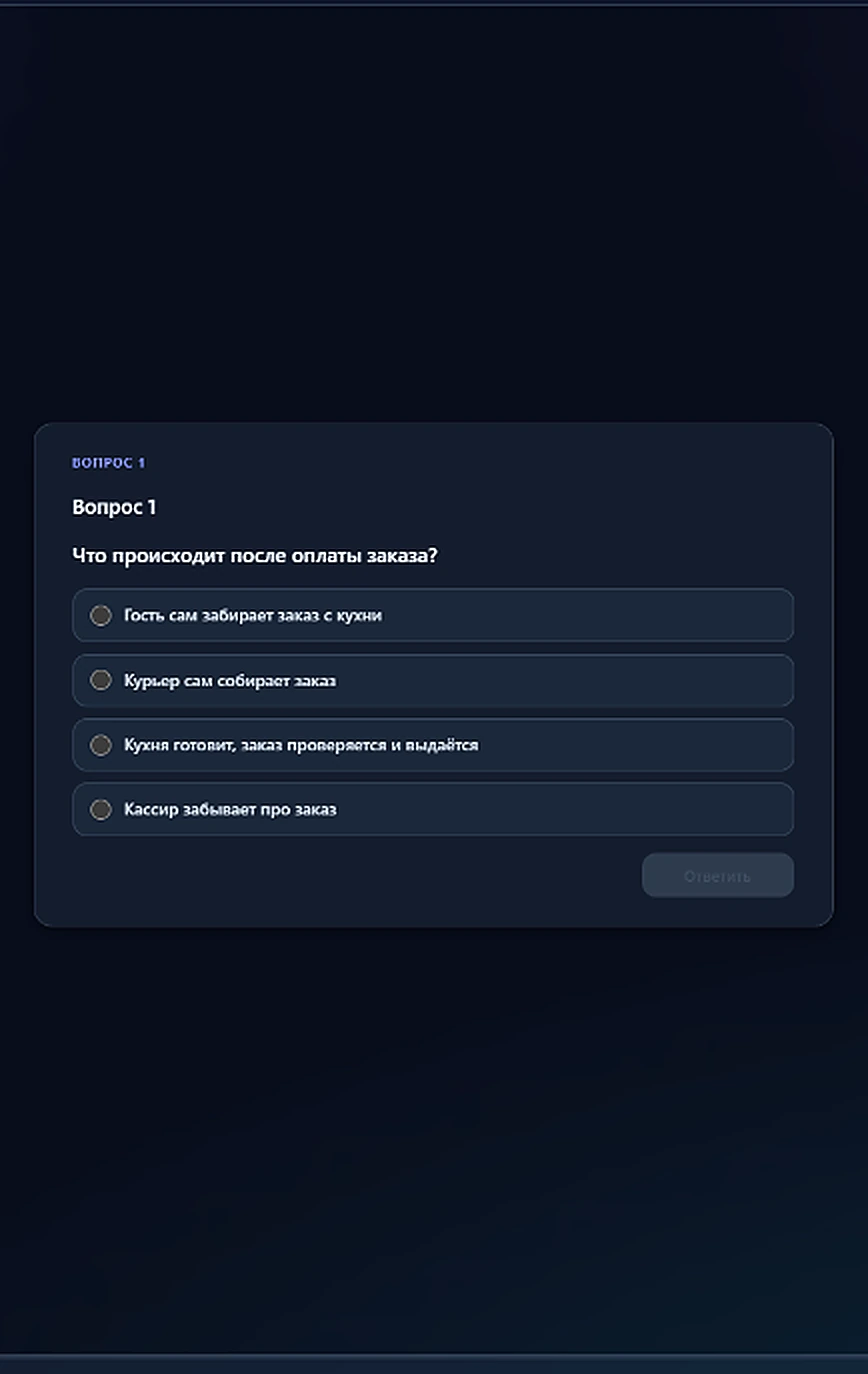 ВОПРОС 1
Вопрос 1
Что происходит после оплаты заказа?
Гость сам забирает заказ с кухни
Курьер сам собирает заказ
Кухня готовит, заказ проверяется и выдаётся
Кассир забывает про заказ
Ответить